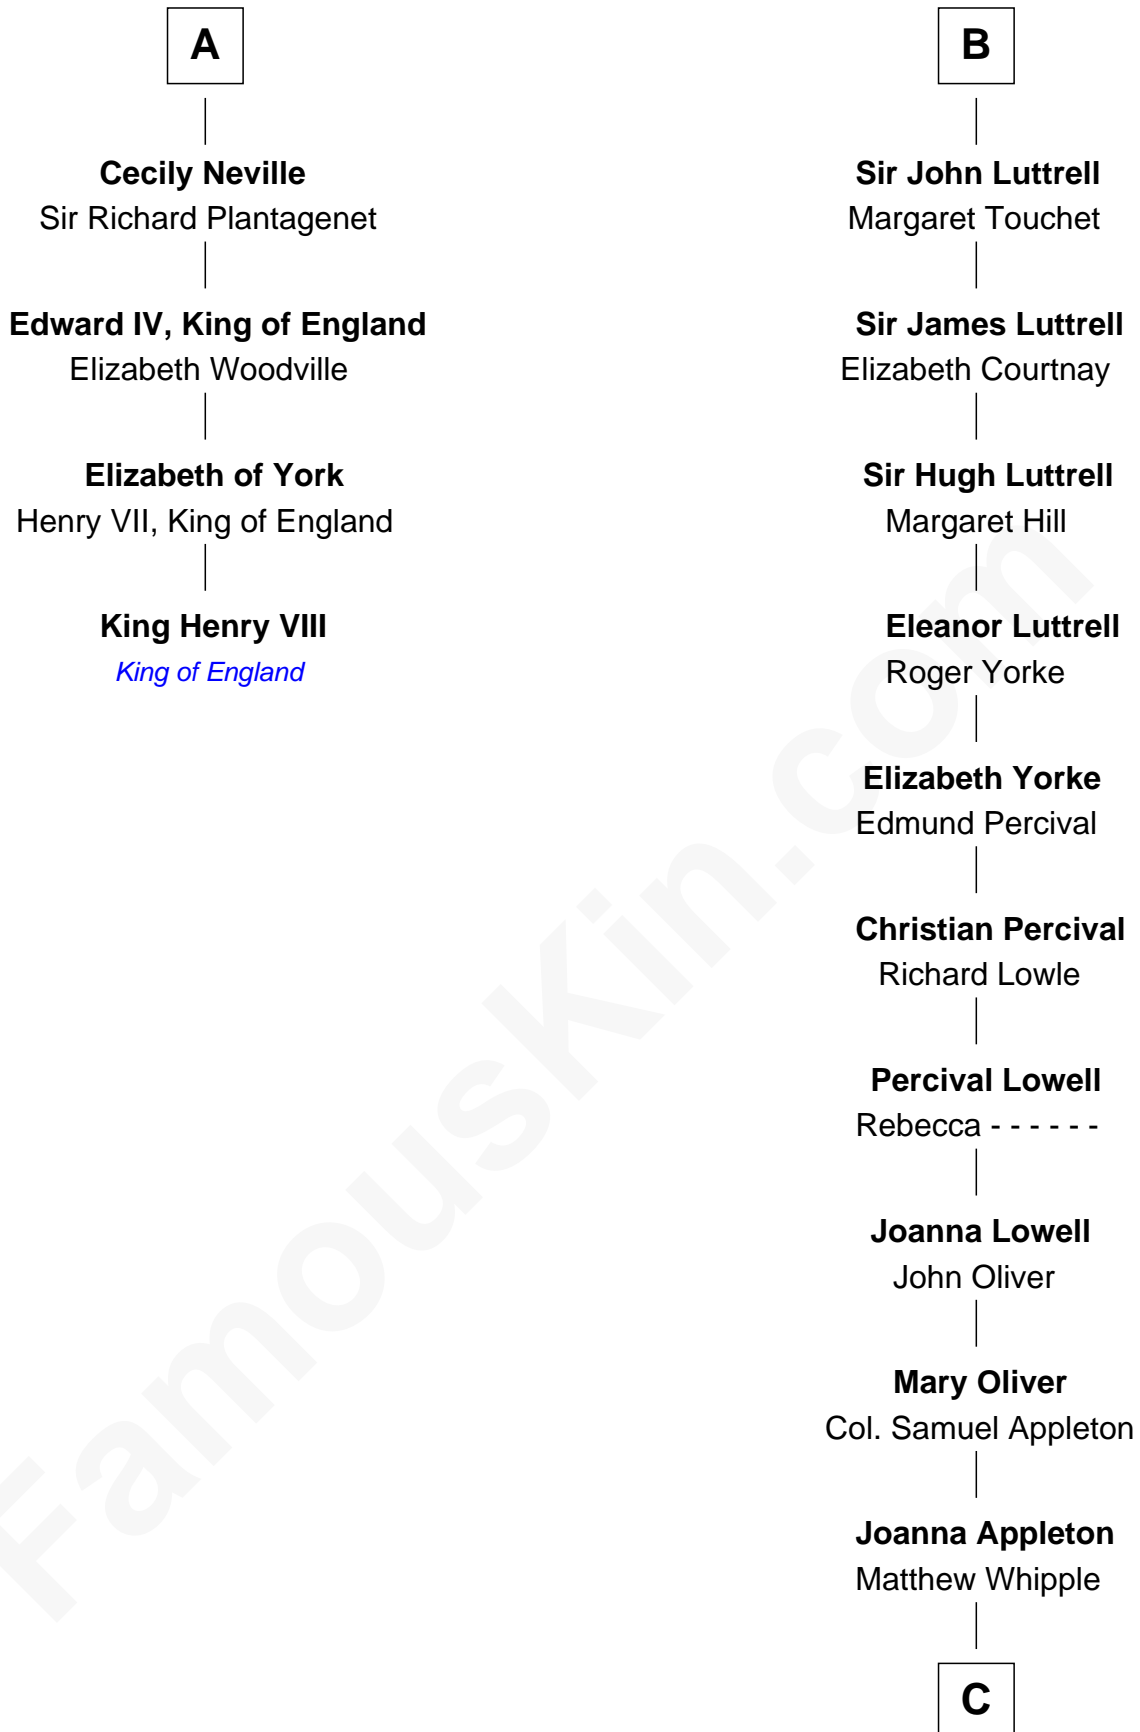 A
Cecily Neville
Sir Richard Plantagenet
Edward IV, King of England
Elizabeth Woodville
Elizabeth of York
Henry VII, King of England
King Henry VIII
King of England
B
Sir John Luttrell
Margaret Touchet
Sir James Luttrell
Elizabeth Courtnay
Sir Hugh Luttrell
Margaret Hill
Eleanor Luttrell
Roger Yorke
Elizabeth Yorke
Edmund Percival
Christian Percival
Richard Lowle
Percival Lowell
Rebecca - - - - - -
Joanna Lowell
John Oliver
Mary Oliver
Col. Samuel Appleton
Joanna Appleton
Matthew Whipple
C
FamousKin.com